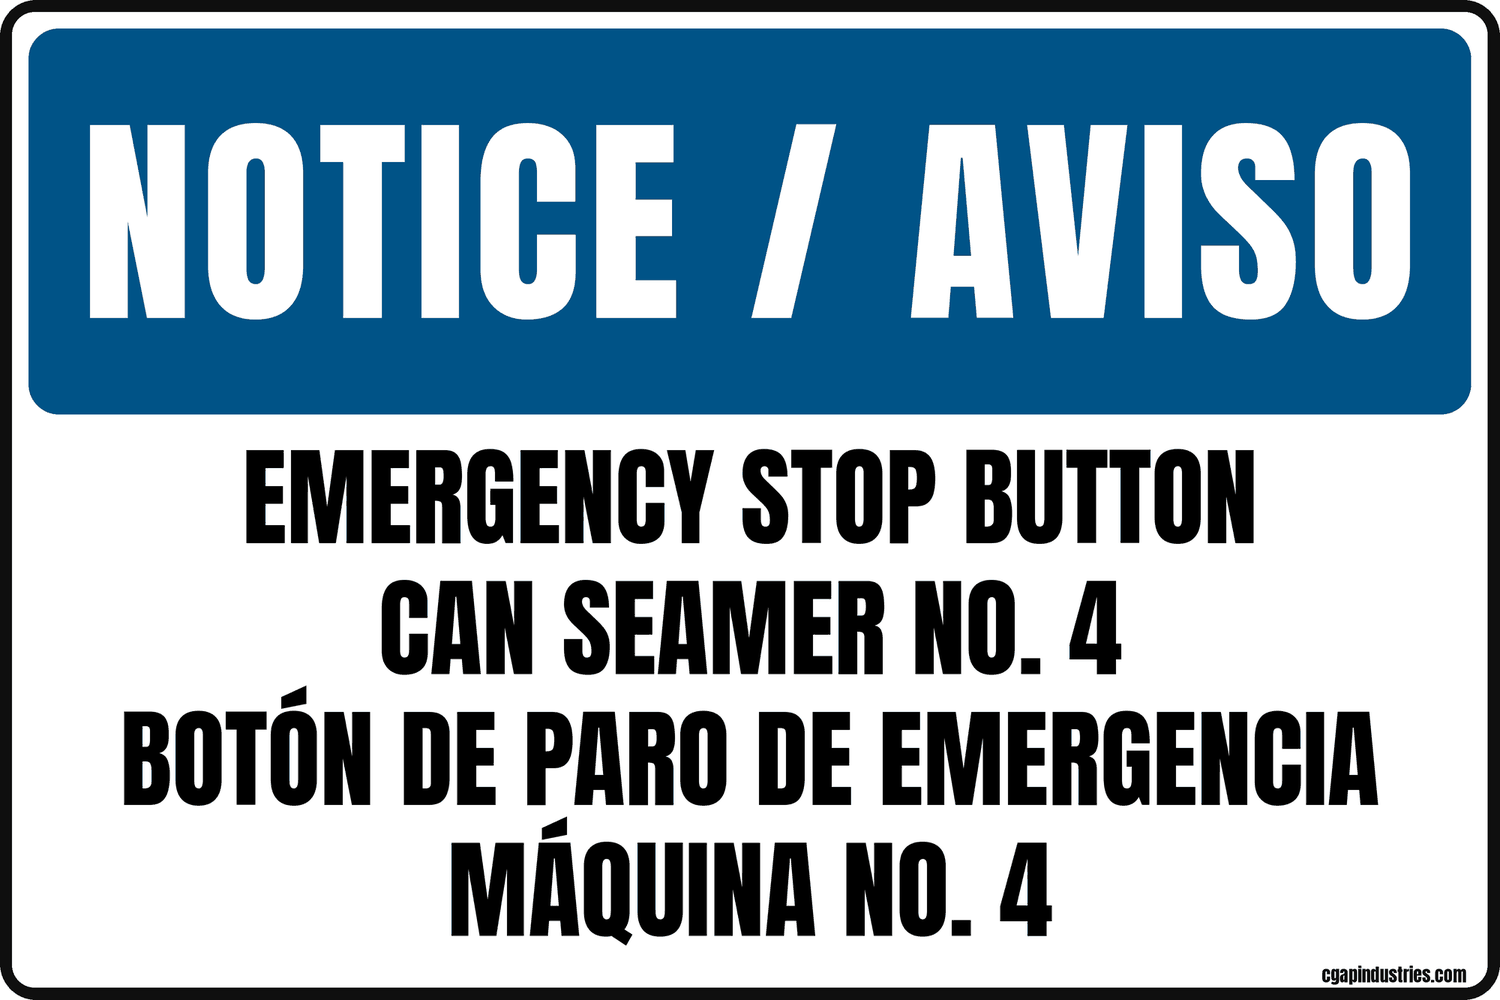 NOTICE / AVISO
EMERGENCY STOP BUTTON
CAN SEAMER NO. 4
BOTÓN DE PARO DE EMERGENCIA
MÁQUINA NO. 4
cgapindustries.com